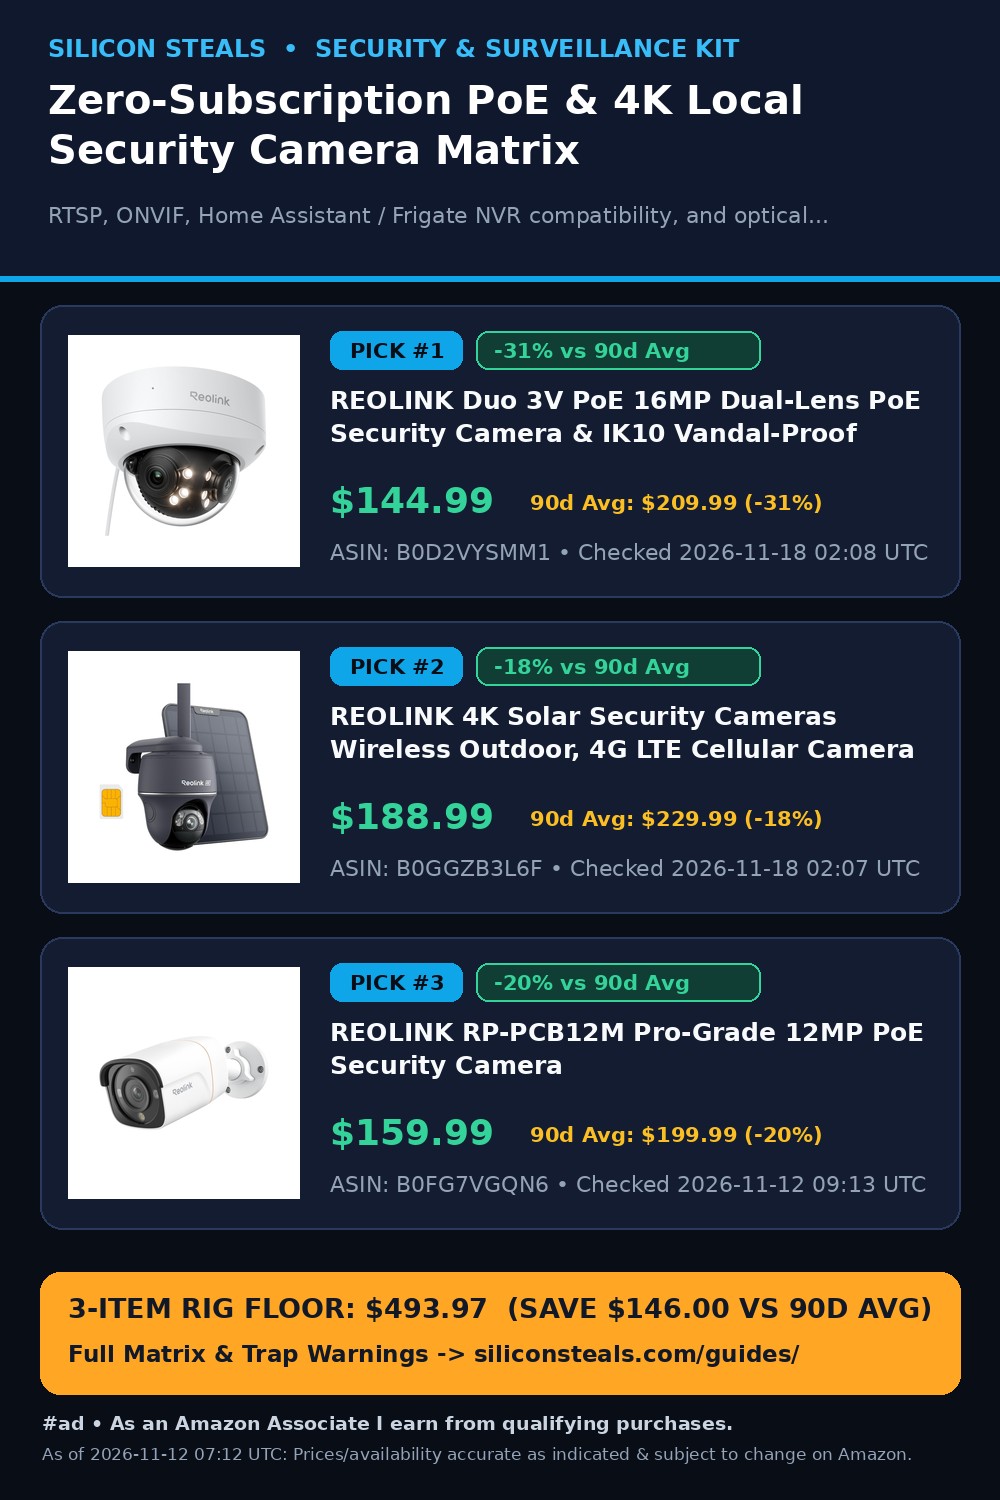 SILICON STEALS • SECURITY & SURVEILLANCE KIT
Zero-Subscription PoE & 4K Local
Security Camera Matrix
RTSP, ONVIF, Home Assistant / Frigate NVR compatibility, and optical...
Reolink
PICK #1
-31% vs 90d Avg
REOLINK Duo 3V PoE 16MP Dual-Lens PoE
Security Camera & IK10 Vandal-Proof
$144.99
90d Avg: $209.99 (-31%)
ASIN: B0D2VYSMM1 • Checked 2026-11-18 02:08 UTC
Reolink
PICK #2
-18% vs 90d Avg
REOLINK 4K Solar Security Cameras
Wireless Outdoor, 4G LTE Cellular Camera
$188.99
90d Avg: $229.99 (-18%)
ASIN: B0GGZB3L6F • Checked 2026-11-18 02:07 UTC
Reolink
PICK #3
-20% vs 90d Avg
REOLINK RP-PCB12M Pro-Grade 12MP PoE
Security Camera
$159.99
90d Avg: $199.99 (-20%)
ASIN: B0FG7VGQN6 • Checked 2026-11-12 09:13 UTC
3-ITEM RIG FLOOR: $493.97 (SAVE $146.00 VS 90D AVG)
Full Matrix & Trap Warnings -> siliconsteals.com/guides/
#ad • As an Amazon Associate I earn from qualifying purchases.
As of 2026-11-12 07:12 UTC: Prices/availability accurate as indicated & subject to change on Amazon.